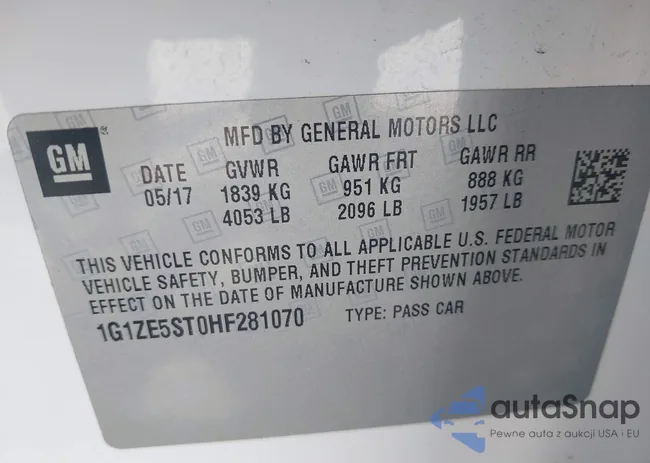 GM
MFD BY GENERAL MOTORS LLC
DATE GVWR GAWR FRT GAWR RR
05/17 1839 KG 951 KG 888 KG
4053 LB 2096 LB 1957 LB
THIS VEHICLE CONFORMS TO ALL APPLICABLE U.S. FEDERAL MOTOR
VEHICLE SAFETY, BUMPER, AND THEFT PREVENTION STANDARDS IN
EFFECT ON THE DATE OF MANUFACTURE SHOWN ABOVE.
1G1ZE5ST0HF281070 TYPE: PASS CAR
autaSnap
Pewne auta z aukcji USA i EU